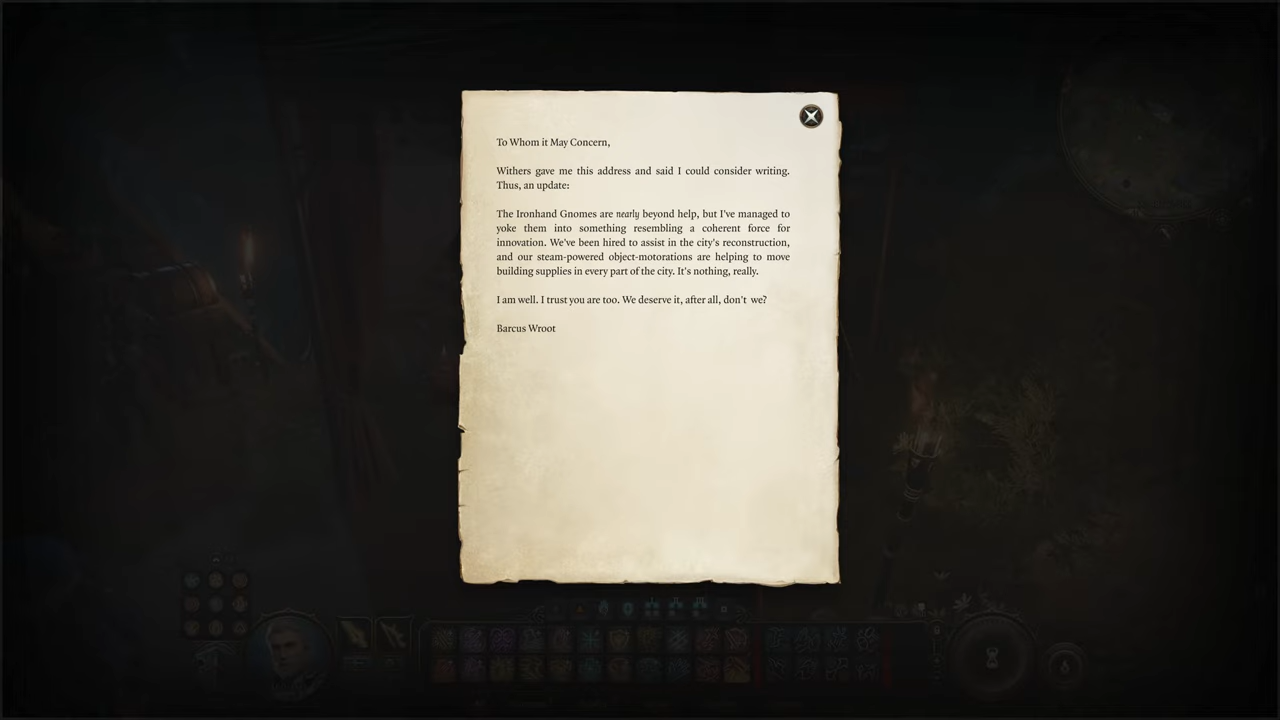 To Whom it May Concern,
Withers gave me this address and said I could consider writing.
Thus, an update:
The Ironhand Gnomes are nearly beyond help, but I've managed to
yoke them into something resembling a coherent force for
innovation. We've been hired to assist in the city's reconstruction,
and our steam-powered object-motorations are helping to move
building supplies in every part of the city. It's nothing, really.
I am well. I trust you are too. We deserve it, after all, don't we?
Barcus Wroot